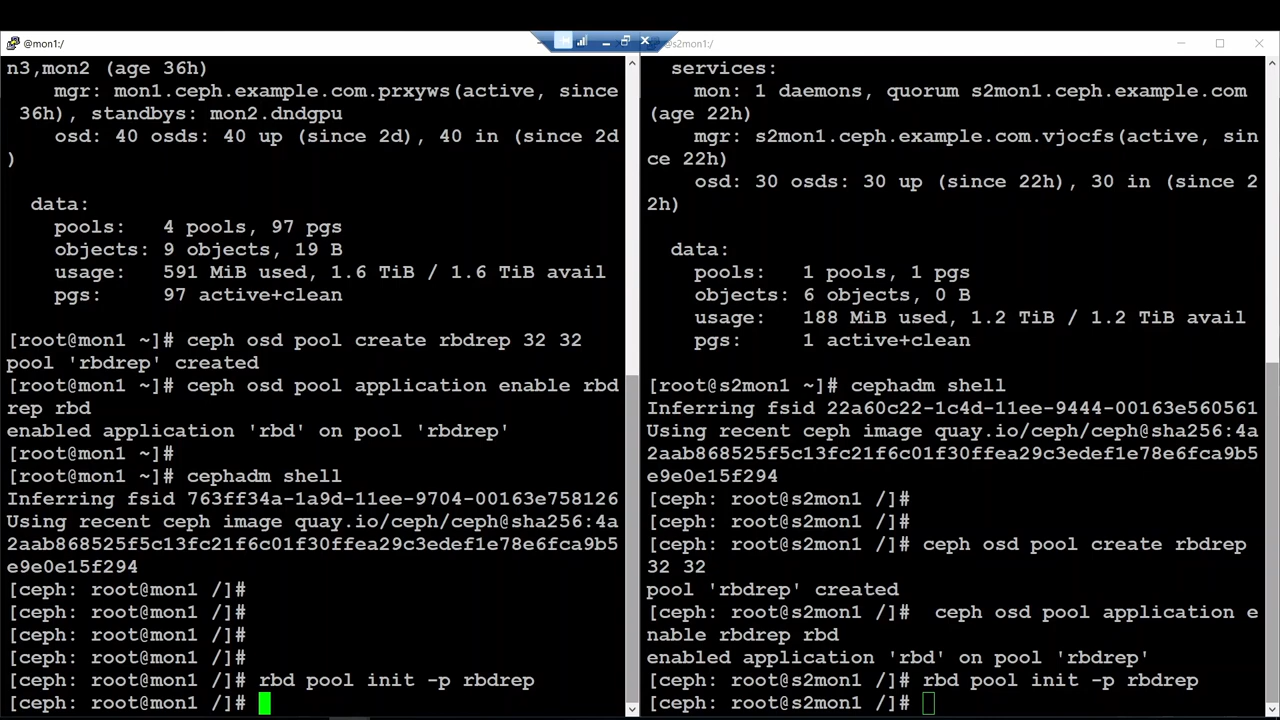 @mon1:/
n3,mon2 (age 36h)
    mgr: mon1.ceph.example.com.prxyws(active, since
 36h), standbys: mon2.dndgpu
    osd: 40 osds: 40 up (since 2d), 40 in (since 2d
)
  data:
    pools:   4 pools, 97 pgs
    objects: 9 objects, 19 B
    usage:   591 MiB used, 1.6 TiB / 1.6 TiB avail
    pgs:     97 active+clean
[root@mon1 ~]# ceph osd pool create rbdrep 32 32
pool 'rbdrep' created
[root@mon1 ~]# ceph osd pool application enable rbd
rep rbd
enabled application 'rbd' on pool 'rbdrep'
[root@mon1 ~]#
[root@mon1 ~]# cephadm shell
Inferring fsid 763ff34a-1a9d-11ee-9704-00163e758126
Using recent ceph image quay.io/ceph/ceph@sha256:4a
2aab868525f5c13fc21f6c01f30ffea29c3edef1e78e6fca9b5
e9e0e15f294
[ceph: root@mon1 /]#
[ceph: root@mon1 /]#
[ceph: root@mon1 /]#
[ceph: root@mon1 /]#
[ceph: root@mon1 /]# rbd pool init -p rbdrep
[ceph: root@mon1 /]#
@s2mon1:/
  services:
    mon: 1 daemons, quorum s2mon1.ceph.example.com
(age 22h)
    mgr: s2mon1.ceph.example.com.vjocfs(active, sin
ce 22h)
    osd: 30 osds: 30 up (since 22h), 30 in (since 2
2h)
  data:
    pools:   1 pools, 1 pgs
    objects: 6 objects, 0 B
    usage:   188 MiB used, 1.2 TiB / 1.2 TiB avail
    pgs:     1 active+clean
[root@s2mon1 ~]# cephadm shell
Inferring fsid 22a60c22-1c4d-11ee-9444-00163e560561
Using recent ceph image quay.io/ceph/ceph@sha256:4a
2aab868525f5c13fc21f6c01f30ffea29c3edef1e78e6fca9b5
e9e0e15f294
[ceph: root@s2mon1 /]#
[ceph: root@s2mon1 /]#
[ceph: root@s2mon1 /]# ceph osd pool create rbdrep
32 32
pool 'rbdrep' created
[ceph: root@s2mon1 /]#  ceph osd pool application e
nable rbdrep rbd
enabled application 'rbd' on pool 'rbdrep'
[ceph: root@s2mon1 /]# rbd pool init -p rbdrep
[ceph: root@s2mon1 /]#